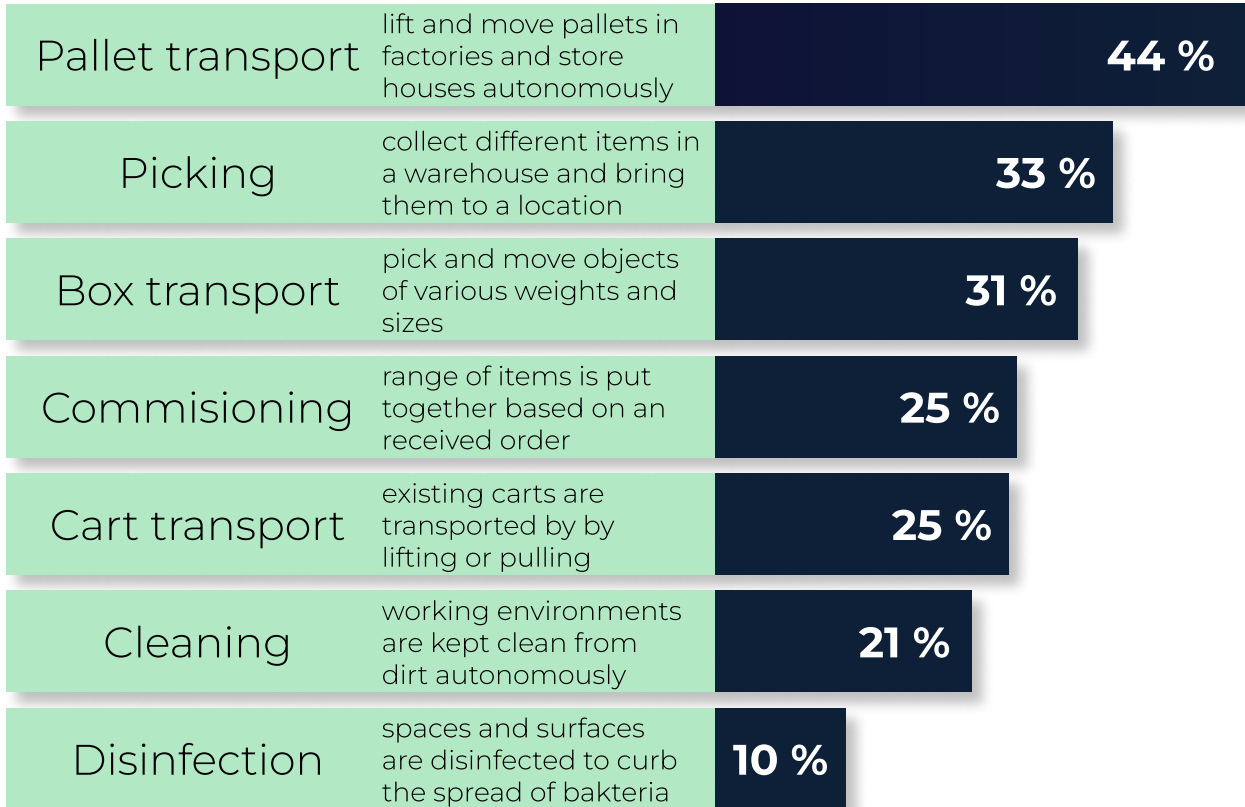 Pallet transport
lift and move pallets in
factories and store
houses autonomously
44 %
Picking
collect different items in
a warehouse and bring
them to a location
33 %
Box transport
pick and move objects
of various weights and
sizes
31 %
Commisioning
range of items is put
together based on an
received order
25 %
Cart transport
existing carts are
transported by by
lifting or pulling
25 %
Cleaning
working environments
are kept clean from
dirt autonomously
21 %
Disinfection
spaces and surfaces
are disinfected to curb
the spread of bakteria
10 %